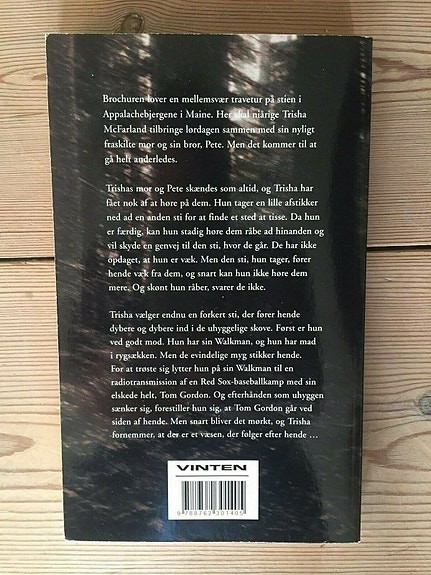 Brochuren lover en mellemsvær travetur på stien i
Appalachebjergene i Maine. Her skal niårige Trisha
McFarland tilbringe lørdagen sammen med sin nyligt
fraskilte mor og sin bror, Pete. Men det kommer til at
gå helt anderledes.
Trishas mor og Pete skændes som altid, og Trisha har
fået nok af at høre på dem. Hun tager en lille afstikker
ned ad en anden sti for at finde et sted at tisse. Da hun
er færdig, kan hun stadig høre dem råbe ad hinanden og
vil skyde en genvej til den sti, hvor de går. De har ikke
opdaget, at hun er væk. Men den sti, hun tager, fører
hende væk fra dem, og snart kan hun ikke høre dem
mere. Og skønt hun råber, svarer de ikke.
Trisha vælger endnu en forkert sti, der fører hende
dybere og dybere ind i de uhyggelige skove. Først er hun
ved godt mod. Hun har sin Walkman, og hun har mad
i rygsækken. Men de evindelige myg stikker hende.
For at trøste sig lytter hun på sin Walkman til en
radiotransmission af en Red Sox-baseballkamp med sin
elskede helt, Tom Gordon. Og efterhånden som uhyggen
sænker sig, forestiller hun sig, at Tom Gordon går ved
siden af hende. Men snart bliver det mørkt, og Trisha
fornemmer, at der er et væsen, der følger efter hende ...
VINTEN
9 788762 301405